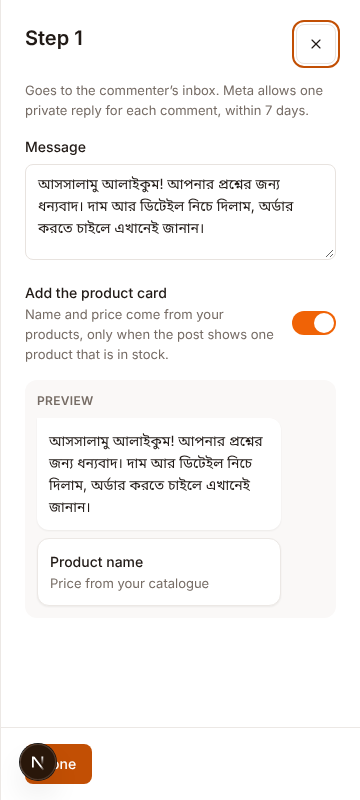 Step 1
Goes to the commenter’s inbox. Meta allows one
private reply for each comment, within 7 days.
Message
আসসালামু আলাইকুম! আপনার প্রশ্নের জন্য
ধন্যবাদ। দাম আর ডিটেইল নিচে দিলাম, অর্ডার
করতে চাইলে এখানেই জানান।
Add the product card
Name and price come from your
products, only when the post shows one
product that is in stock.
PREVIEW
আসসালামু আলাইকুম! আপনার প্রশ্নের
জন্য ধন্যবাদ। দাম আর ডিটেইল নিচে
দিলাম, অর্ডার করতে চাইলে এখানেই
জানান।
Product name
Price from your catalogue
N